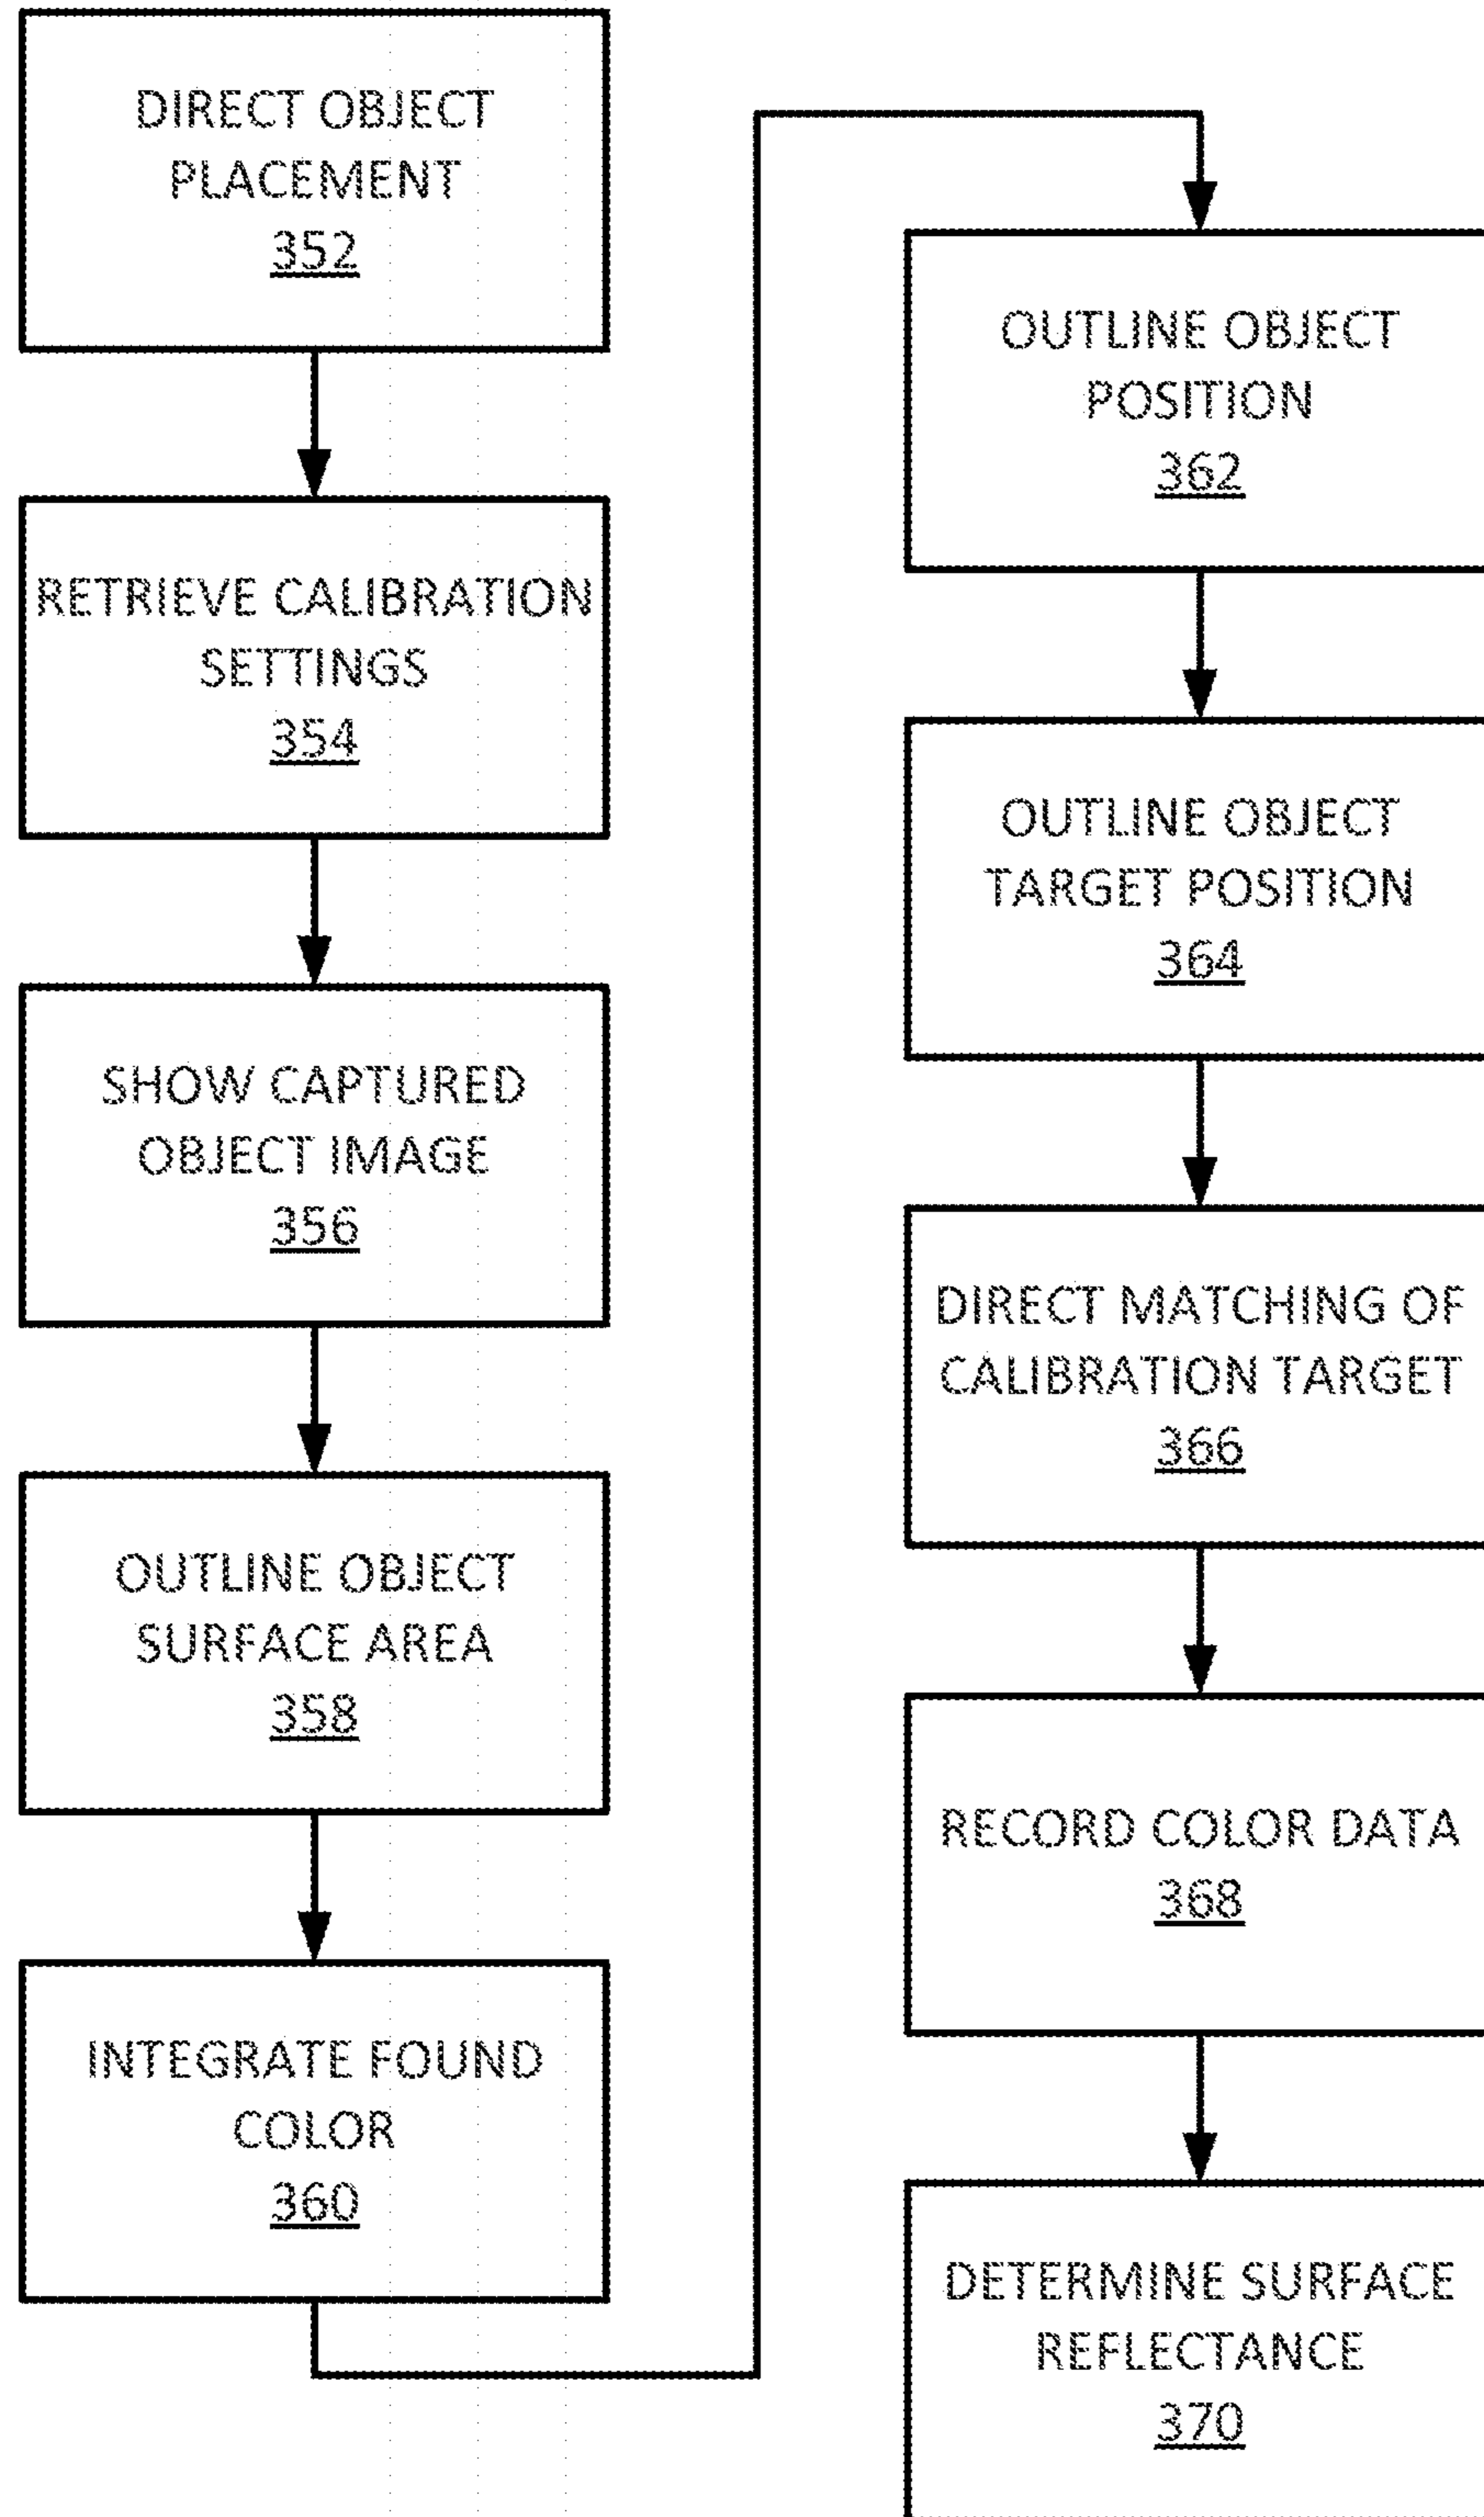 DIRECT OBJECT
PLACEMENT
352
RETRIEVE CALIBRATION
SETTINGS
354
SHOW CAPTURED
OBJECT IMAGE
356
OUTLINE OBJECT
SURFACE AREA
358
INTEGRATE FOUND
COLOR
360
OUTLINE OBJECT
POSITION
362
OUTLINE OBJECT
TARGET POSITION
364
DIRECT MATCHING OF
CALIBRATION TARGET
366
RECORD COLOR DATA
368
DETERMINE SURFACE
REFLECTANCE
370